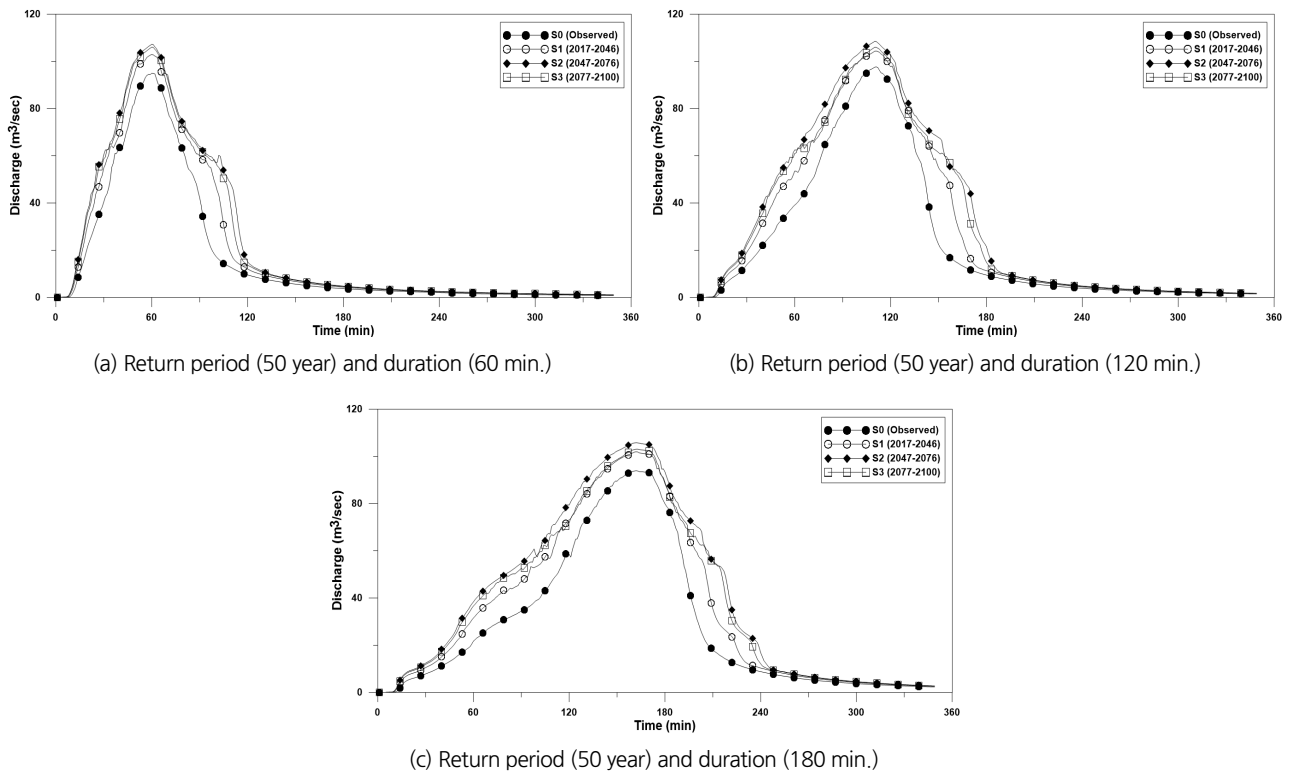 120
80
40
0
Discharge (m3/sec)
0 60 120 180 240 300 360
Time (min)
S0 (Observed)
S1 (2017-2046)
S2 (2047-2076)
S3 (2077-2100)
(a) Return period (50 year) and duration (60 min.)
120
80
40
0
Discharge (m3/sec)
0 60 120 180 240 300 360
Time (min)
S0 (Observed)
S1 (2017-2046)
S2 (2047-2076)
S3 (2077-2100)
(b) Return period (50 year) and duration (120 min.)
120
80
40
0
Discharge (m3/sec)
0 60 120 180 240 300 360
Time (min)
S0 (Observed)
S1 (2017-2046)
S2 (2047-2076)
S3 (2077-2100)
(c) Return period (50 year) and duration (180 min.)